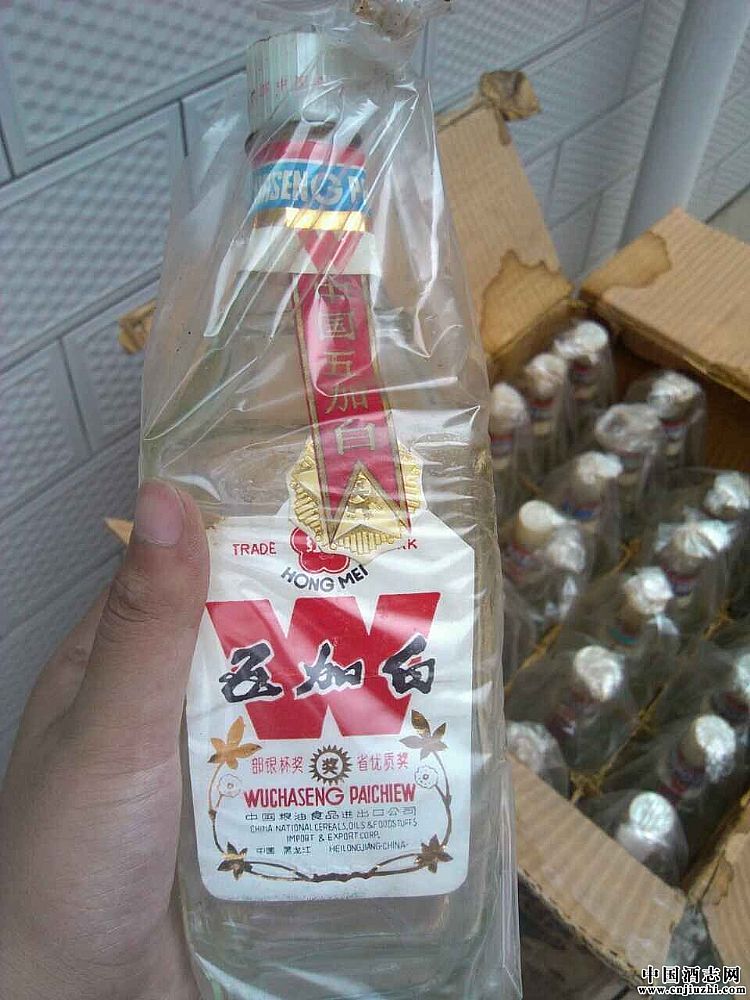 SENG P
中国五加白
TRADE
HONG MEI
W
五加白
部银杯奖 奖 省优质奖
WUCHASENG PAICHIEW
中国粮油食品进出口公司
CHINA NATIONAL CEREALS, OILS & FOODSTUFFS
IMPORT & EXPORT CORP.
中国 黑龙江 HEILONGJIANG·CHINA·
中国酒志网
www.cnjiuzhi.com